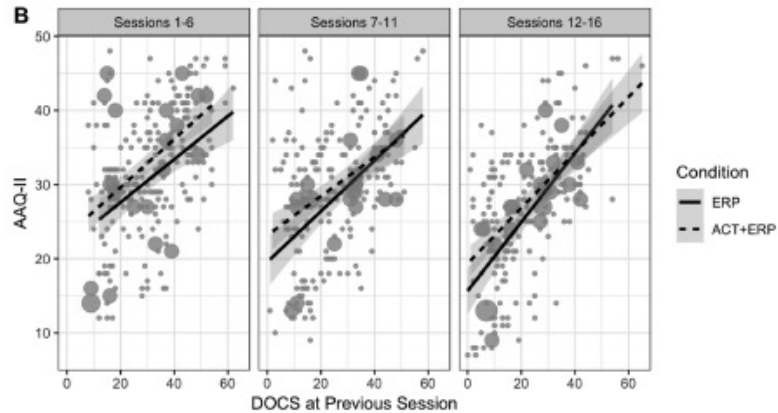 B
Sessions 1-6
Sessions 7-11
Sessions 12-16
50
40
30
20
10
AAQ-II
0 20 40 60
0 20 40 60
0 20 40 60
DOCS at Previous Session
Condition
ERP
ACT+ERP